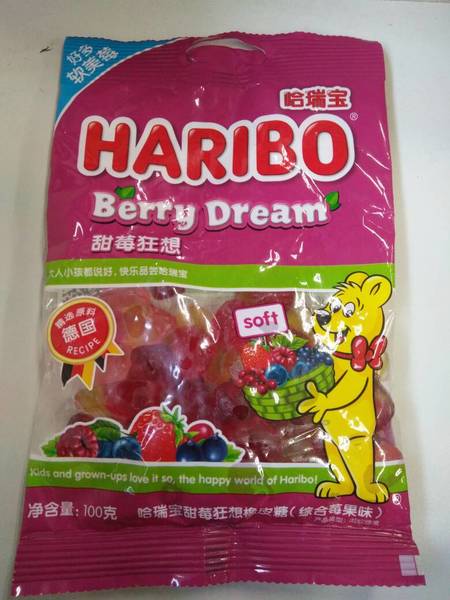 好多
软美莓
哈瑞宝
HARIBO®
Berry Dream
甜莓狂想
大人小孩都说好，快乐品尝哈瑞宝
精选原料
德国
RECIPE
soft
Kids and grown-ups love it so, the happy world of Haribo!
净含量：100克
哈瑞宝甜莓狂想橡皮糖（综合莓果味）